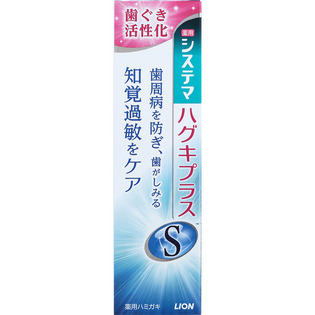 歯ぐき
活性化
薬用
システマ
ハグキプラス
S
歯周病を防ぎ、歯がしみる
知覚過敏をケア
薬用ハミガキ
LION